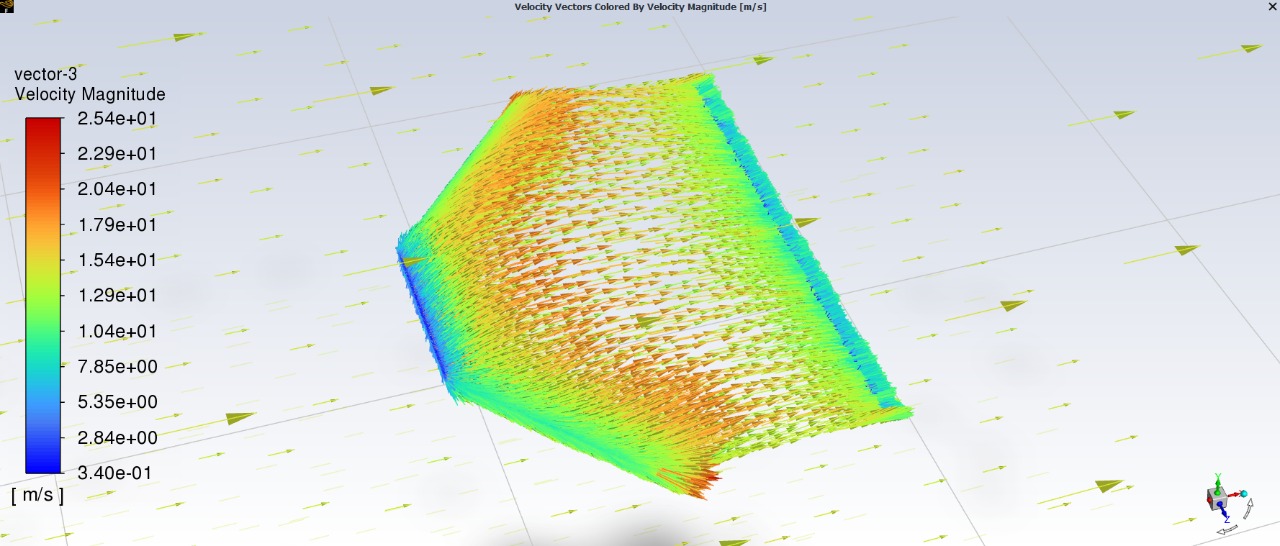 Velocity Vectors Colored By Velocity Magnitude [m/s]
vector-3
Velocity Magnitude
2.54e+01
2.29e+01
2.04e+01
1.79e+01
1.54e+01
1.29e+01
1.04e+01
7.85e+00
5.35e+00
2.84e+00
3.40e-01
[ m/s ]
Y
Z